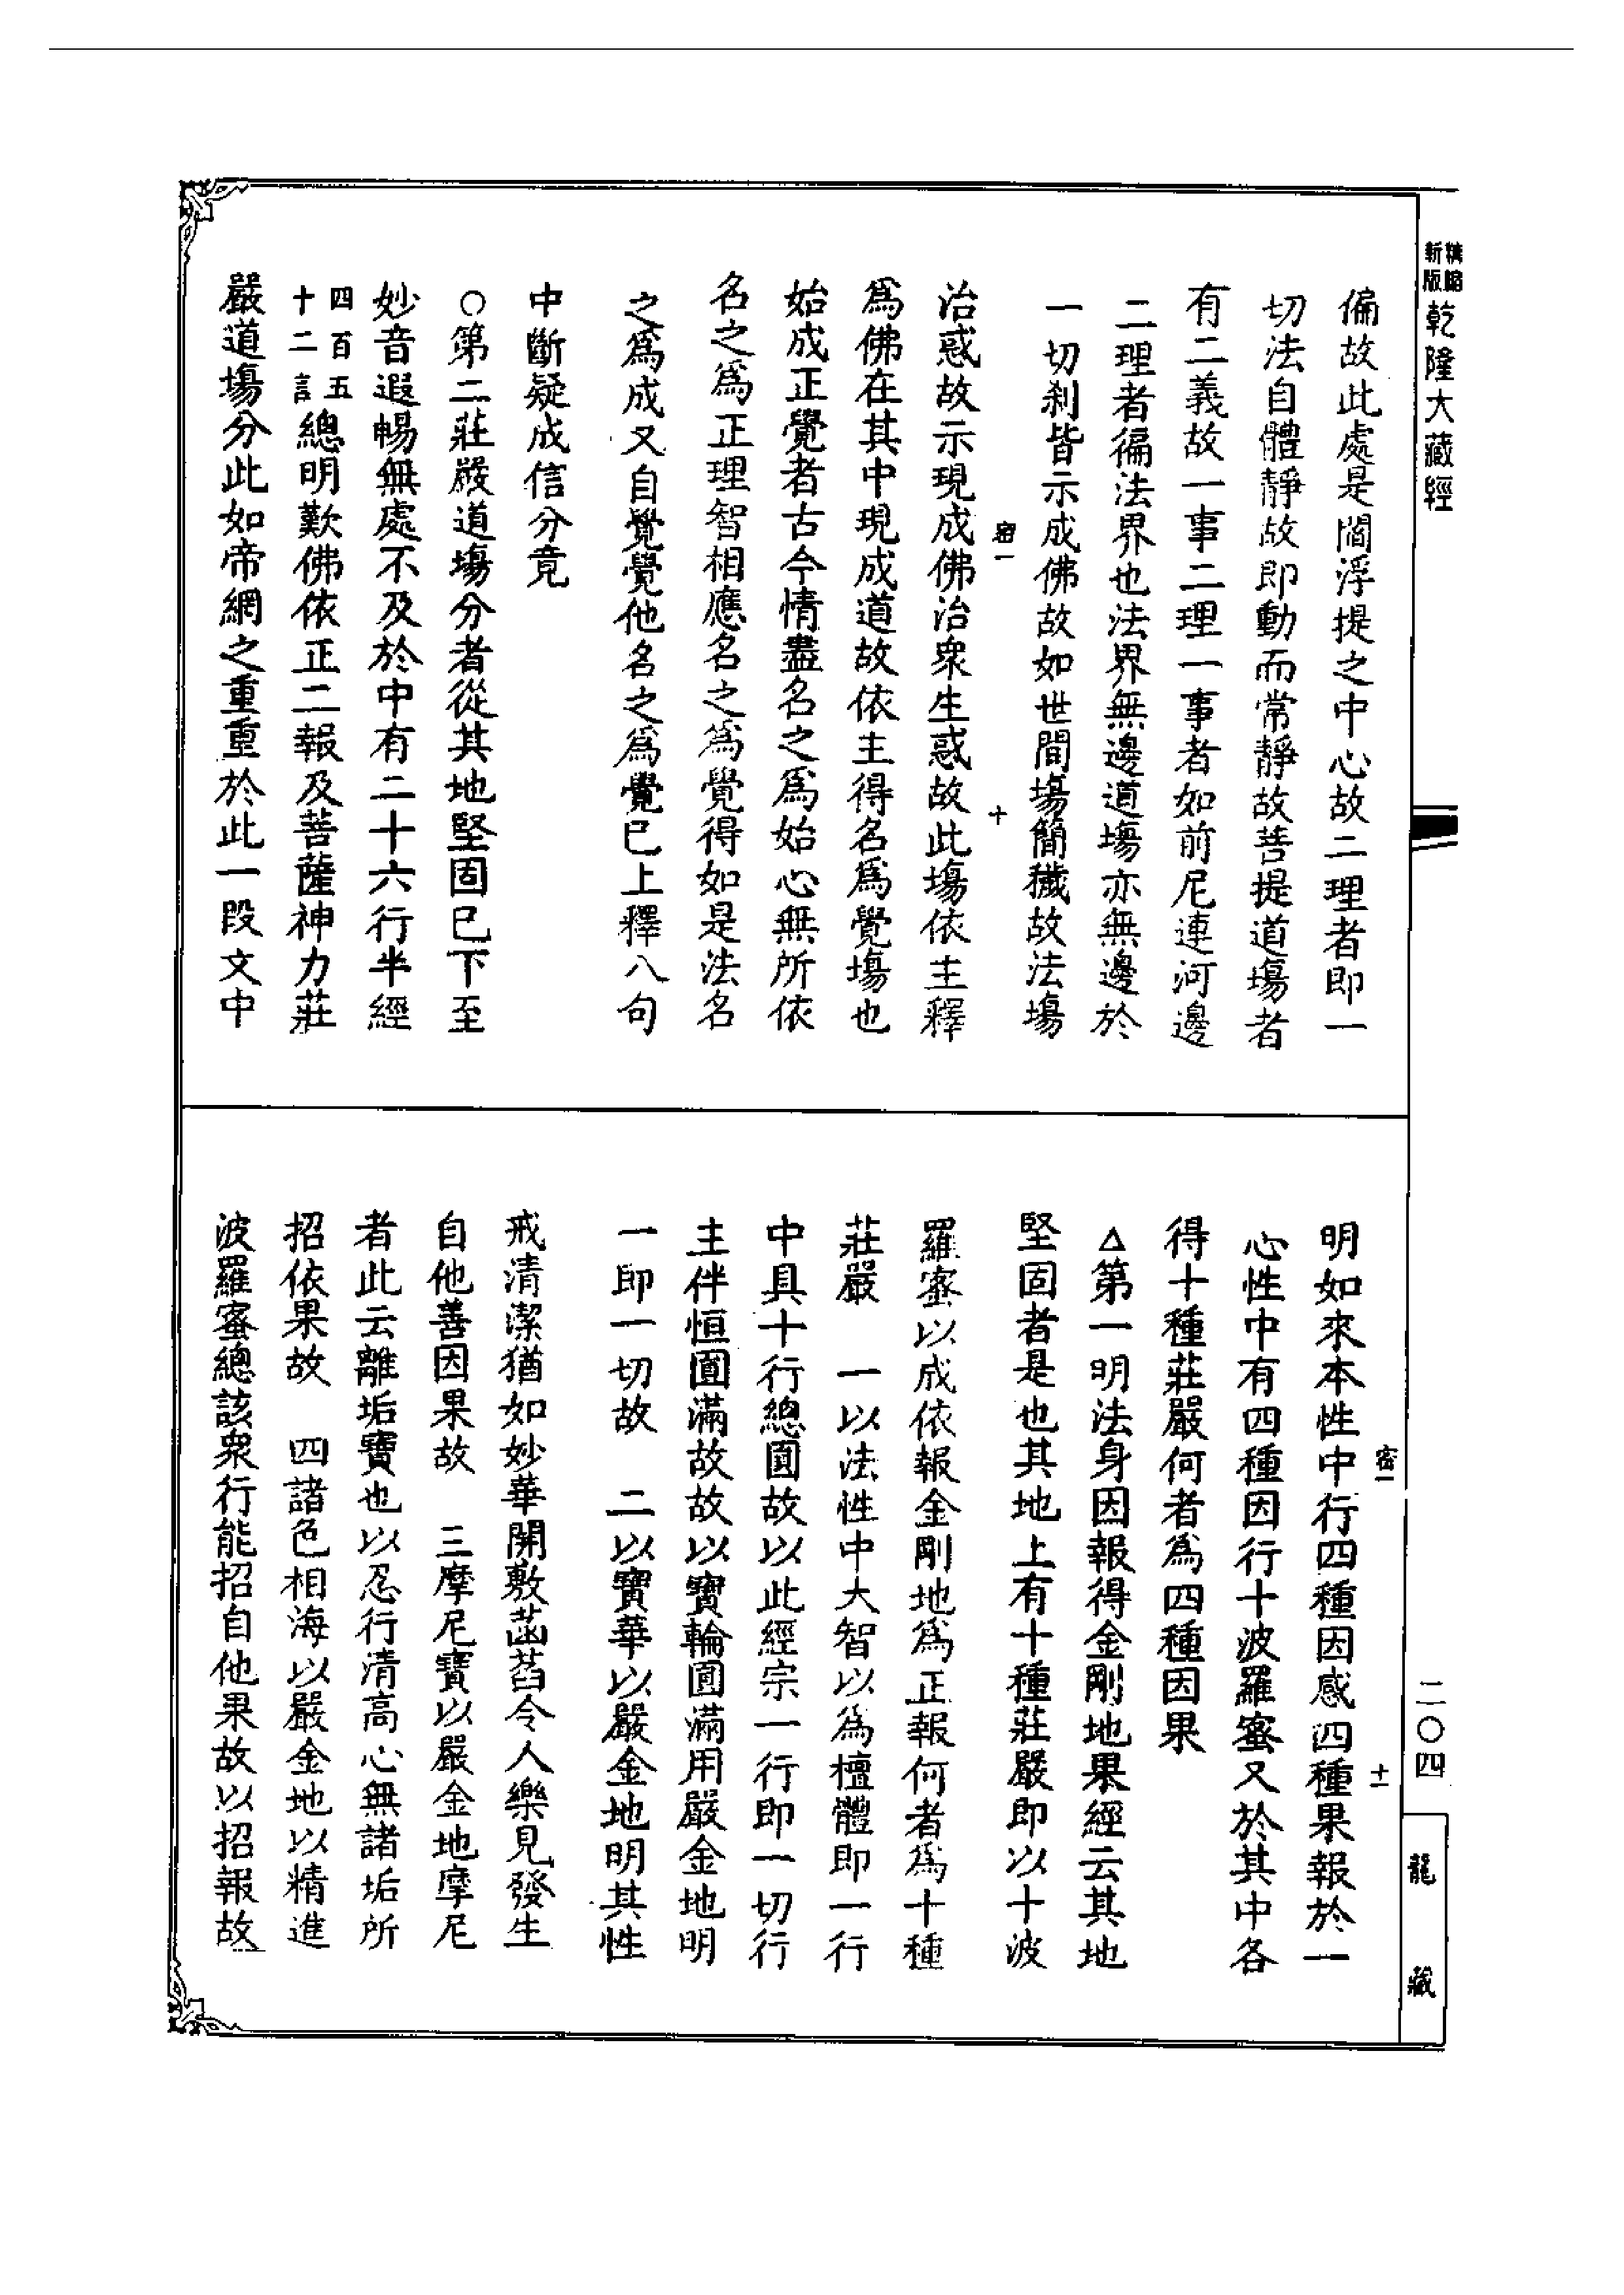 精縮
新版
乾隆大藏經
偏故此處是閻浮提之中心故二理者即一
切法自體靜故即動而常靜故菩提道場者
有二義故一事二理一事者如前尼連河邊
二理者徧法界也法界無邊道場亦無邊於
一切刹皆示成佛故如世間場簡穢故法場
密一
十
治惑故示現成佛治衆生惑故此場依主釋
爲佛在其中現成道故依主得名爲覺場也
始成正覺者古今情盡名之爲始心無所依
名之爲正理智相應名之爲覺得如是法名
之爲成又自覺覺他名之爲覺已上釋八句
中斷疑成信分竟
○第二莊嚴道場分者從其地堅固已下至
妙音遐暢無處不及於中有二十六行半經
四百五
十二言總明歎佛依正二報及菩薩神力莊
嚴道場分此如帝網之重重於此一段文中
二〇四
龍藏
密一
十一
明如來本性中行四種因感四種果報於一
心性中有四種因行十波羅蜜又於其中各
得十種莊嚴何者爲四種因果
△第一明法身因報得金剛地果經云其地
堅固者是也其地上有十種莊嚴即以十波
羅蜜以成依報金剛地爲正報何者爲十種
莊嚴　一以法性中大智以爲檀體即一行
中具十行總圓故以此經宗一行即一切行
主伴恒圓滿故故以寶輪圓滿用嚴金地明
一即一切故　二以寶華以嚴金地明其性
戒清潔猶如妙華開敷菡萏令人樂見發生
自他善因果故　三摩尼寶以嚴金地摩尼
者此云離垢寶也以忍行清高心無諸垢所
招依果故　四諸色相海以嚴金地以精進
波羅蜜總該衆行能招自他果故以招報故